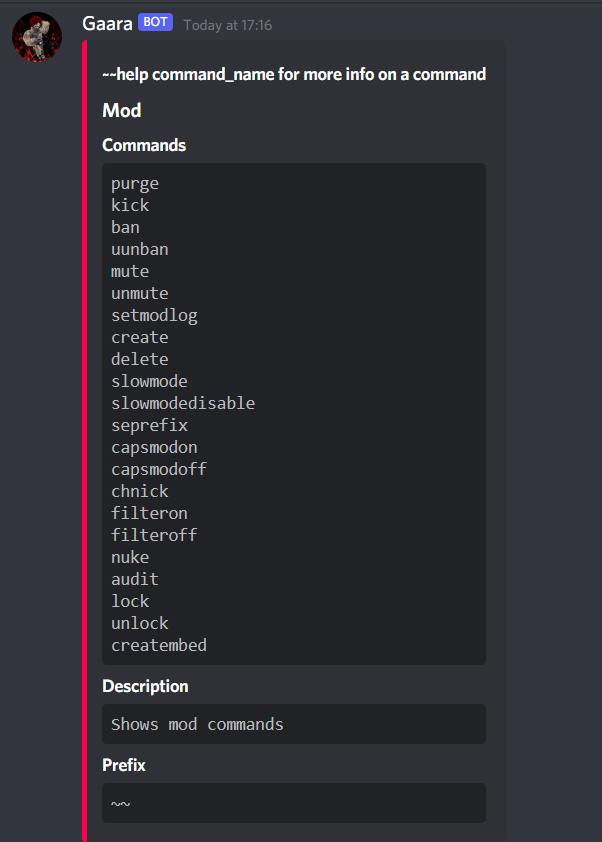 Gaara BOT Today at 17:16
~~help command_name for more info on a command
Mod
Commands
purge
kick
ban
uunban
mute
unmute
setmodlog
create
delete
slowmode
slowmodedisable
seprefix
capsmodon
capsmodoff
chnick
filteron
filteroff
nuke
audit
lock
unlock
creatembed
Description
Shows mod commands
Prefix
~~